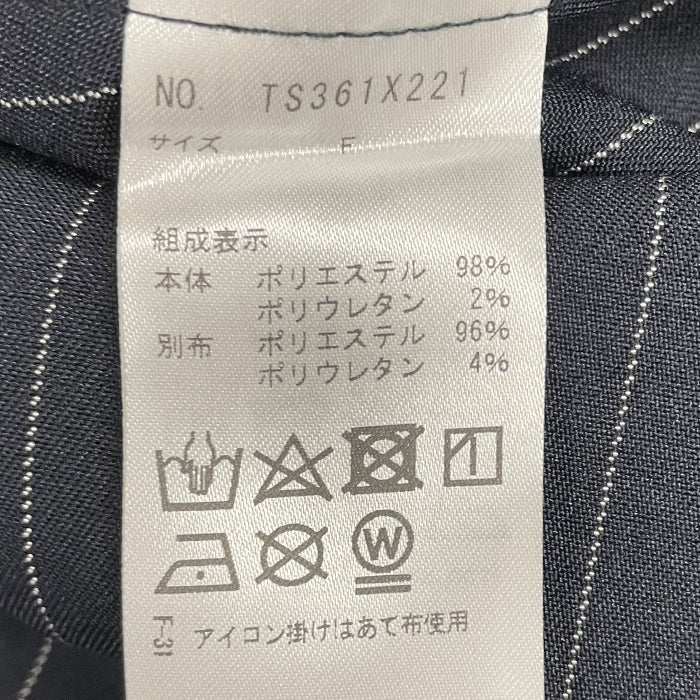 NO. TS361X221
サイズ F
組成表示
本体 ポリエステル 98%
ポリウレタン 2%
別布 ポリエステル 96%
ポリウレタン 4%
W
F-31 アイコン掛けはあて布使用